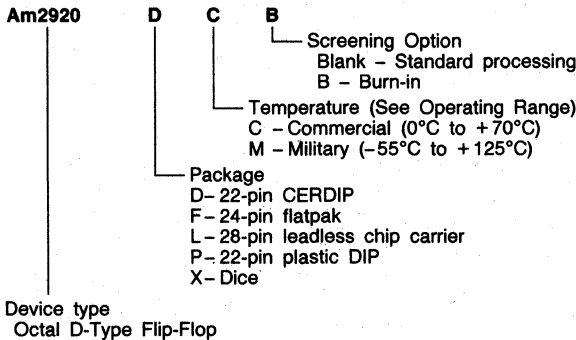 Am2920 D C B
Screening Option
Blank – Standard processing
B – Burn-in
Temperature (See Operating Range)
C – Commercial (0°C to +70°C)
M – Military (–55°C to +125°C)
Package
D– 22-pin CERDIP
F – 24-pin flatpak
L – 28-pin leadless chip carrier
P– 22-pin plastic DIP
X– Dice
Device type
Octal D-Type Flip-Flop